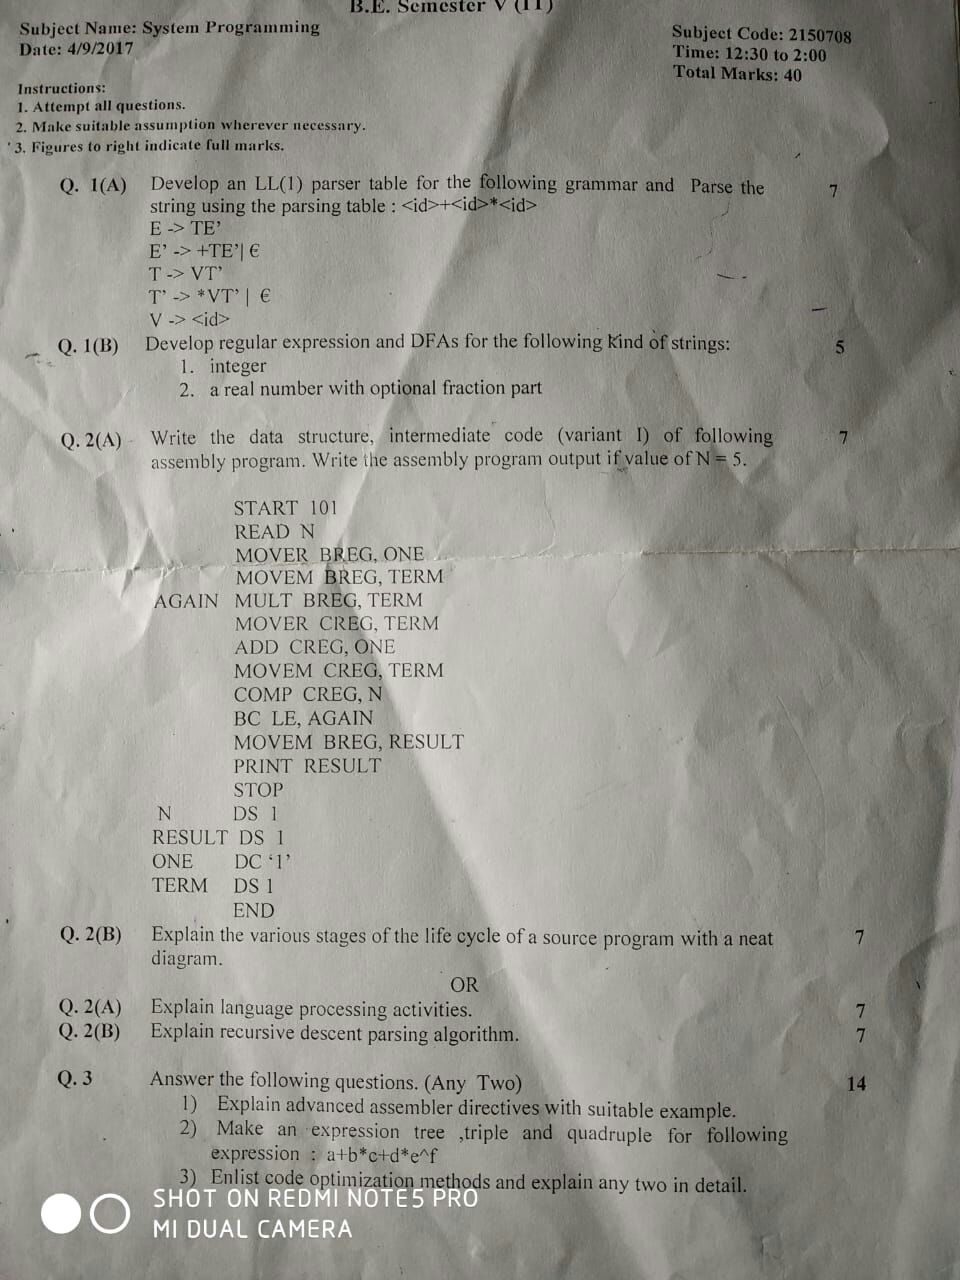 B.E. Semester V (IT)
Subject Name: System Programming
Subject Code: 2150708
Date: 4/9/2017
Time: 12:30 to 2:00
Total Marks: 40
Instructions:
1. Attempt all questions.
2. Make suitable assumption wherever necessary.
3. Figures to right indicate full marks.
Q. 1(A) Develop an LL(1) parser table for the following grammar and Parse the 7
string using the parsing table : <id>+<id>*<id>
E -> TE’
E’ -> +TE’| €
T -> VT’
T’ -> *VT’ | €
V -> <id>
Q. 1(B) Develop regular expression and DFAs for the following kind of strings: 5
1. integer
2. a real number with optional fraction part
Q. 2(A) Write the data structure, intermediate code (variant I) of following 7
assembly program. Write the assembly program output if value of N = 5.
START 101
READ N
MOVER BREG, ONE
MOVEM BREG, TERM
AGAIN MULT BREG, TERM
MOVER CREG, TERM
ADD CREG, ONE
MOVEM CREG, TERM
COMP CREG, N
BC LE, AGAIN
MOVEM BREG, RESULT
PRINT RESULT
STOP
N DS 1
RESULT DS 1
ONE DC ‘1’
TERM DS 1
END
Q. 2(B) Explain the various stages of the life cycle of a source program with a neat 7
diagram.
OR
Q. 2(A) Explain language processing activities. 7
Q. 2(B) Explain recursive descent parsing algorithm. 7
Q. 3 Answer the following questions. (Any Two) 14
1) Explain advanced assembler directives with suitable example.
2) Make an expression tree ,triple and quadruple for following
expression : a+b*c+d*e^f
3) Enlist code optimization methods and explain any two in detail.
SHOT ON REDMI NOTE5 PRO
MI DUAL CAMERA